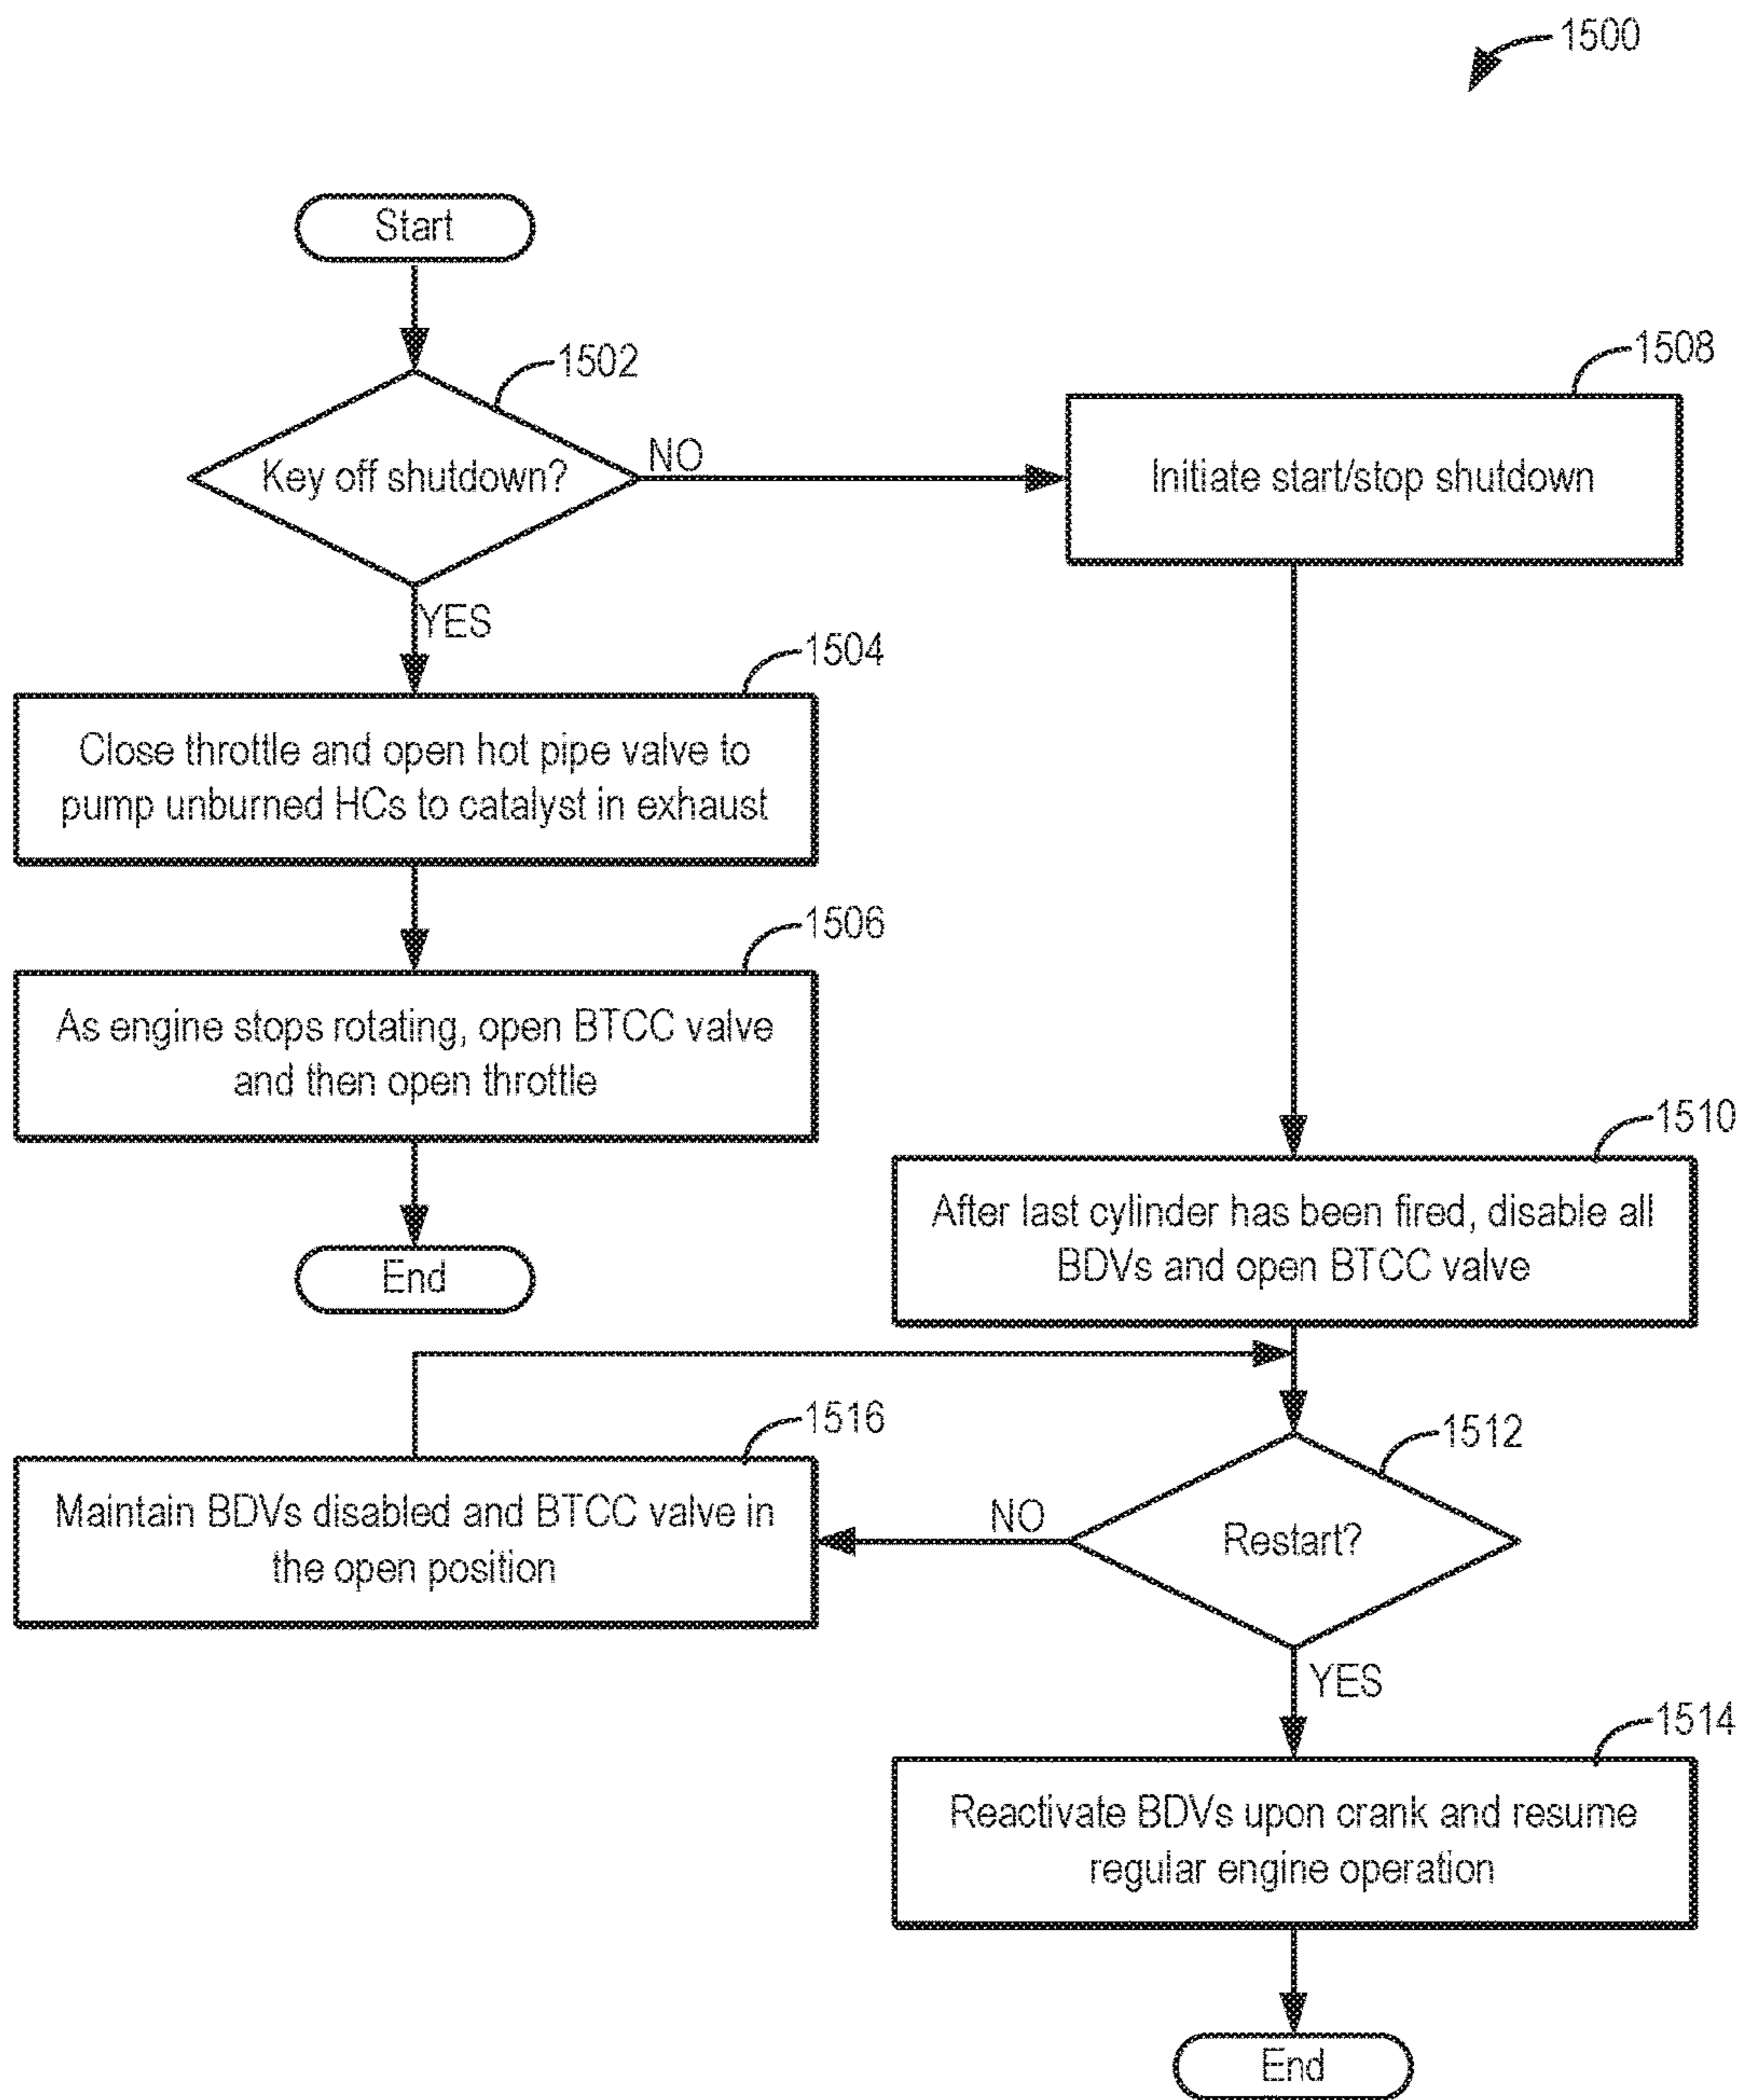 1500
Start
1502
Key off shutdown?
NO
1508
Initiate start/stop shutdown
YES
1504
Close throttle and open hot pipe valve to
pump unburned HCs to catalyst in exhaust
1506
As engine stops rotating, open BTCC valve
and then open throttle
End
1510
After last cylinder has been fired, disable all
BDVs and open BTCC valve
1516
Maintain BDVs disabled and BTCC valve in
the open position
NO
1512
Restart?
YES
1514
Reactivate BDVs upon crank and resume
regular engine operation
End